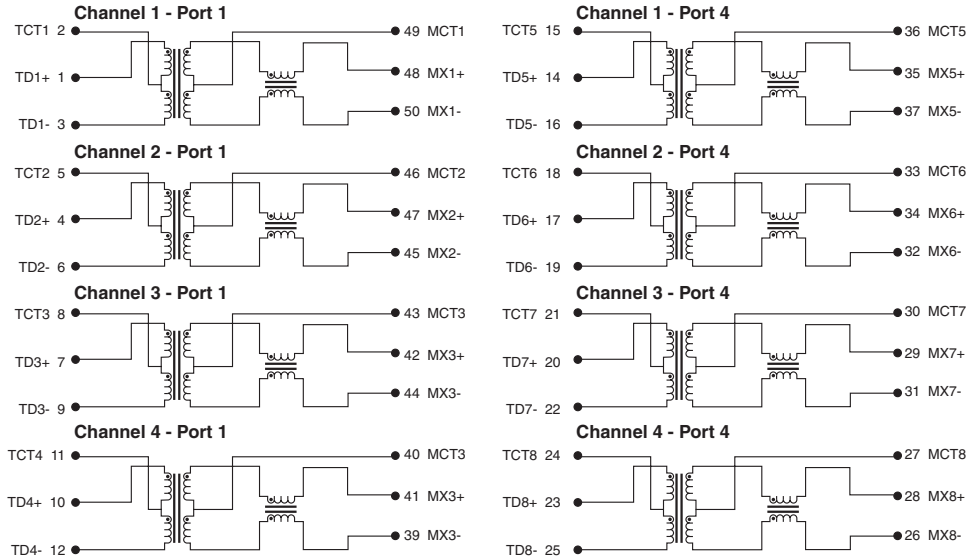 Channel 1 - Port 1
TCT1 2
49 MCT1
TD1+ 1
48 MX1+
50 MX1-
TD1- 3
Channel 2 - Port 1
TCT2 5
46 MCT2
TD2+ 4
47 MX2+
45 MX2-
TD2- 6
Channel 3 - Port 1
TCT3 8
43 MCT3
TD3+ 7
42 MX3+
44 MX3-
TD3- 9
Channel 4 - Port 1
TCT4 11
40 MCT3
TD4+ 10
41 MX3+
39 MX3-
TD4- 12
Channel 1 - Port 4
TCT5 15
36 MCT5
TD5+ 14
35 MX5+
37 MX5-
TD5- 16
Channel 2 - Port 4
TCT6 18
33 MCT6
TD6+ 17
34 MX6+
32 MX6-
TD6- 19
Channel 3 - Port 4
TCT7 21
30 MCT7
TD7+ 20
29 MX7+
31 MX7-
TD7- 22
Channel 4 - Port 4
TCT8 24
27 MCT8
TD8+ 23
28 MX8+
26 MX8-
TD8- 25